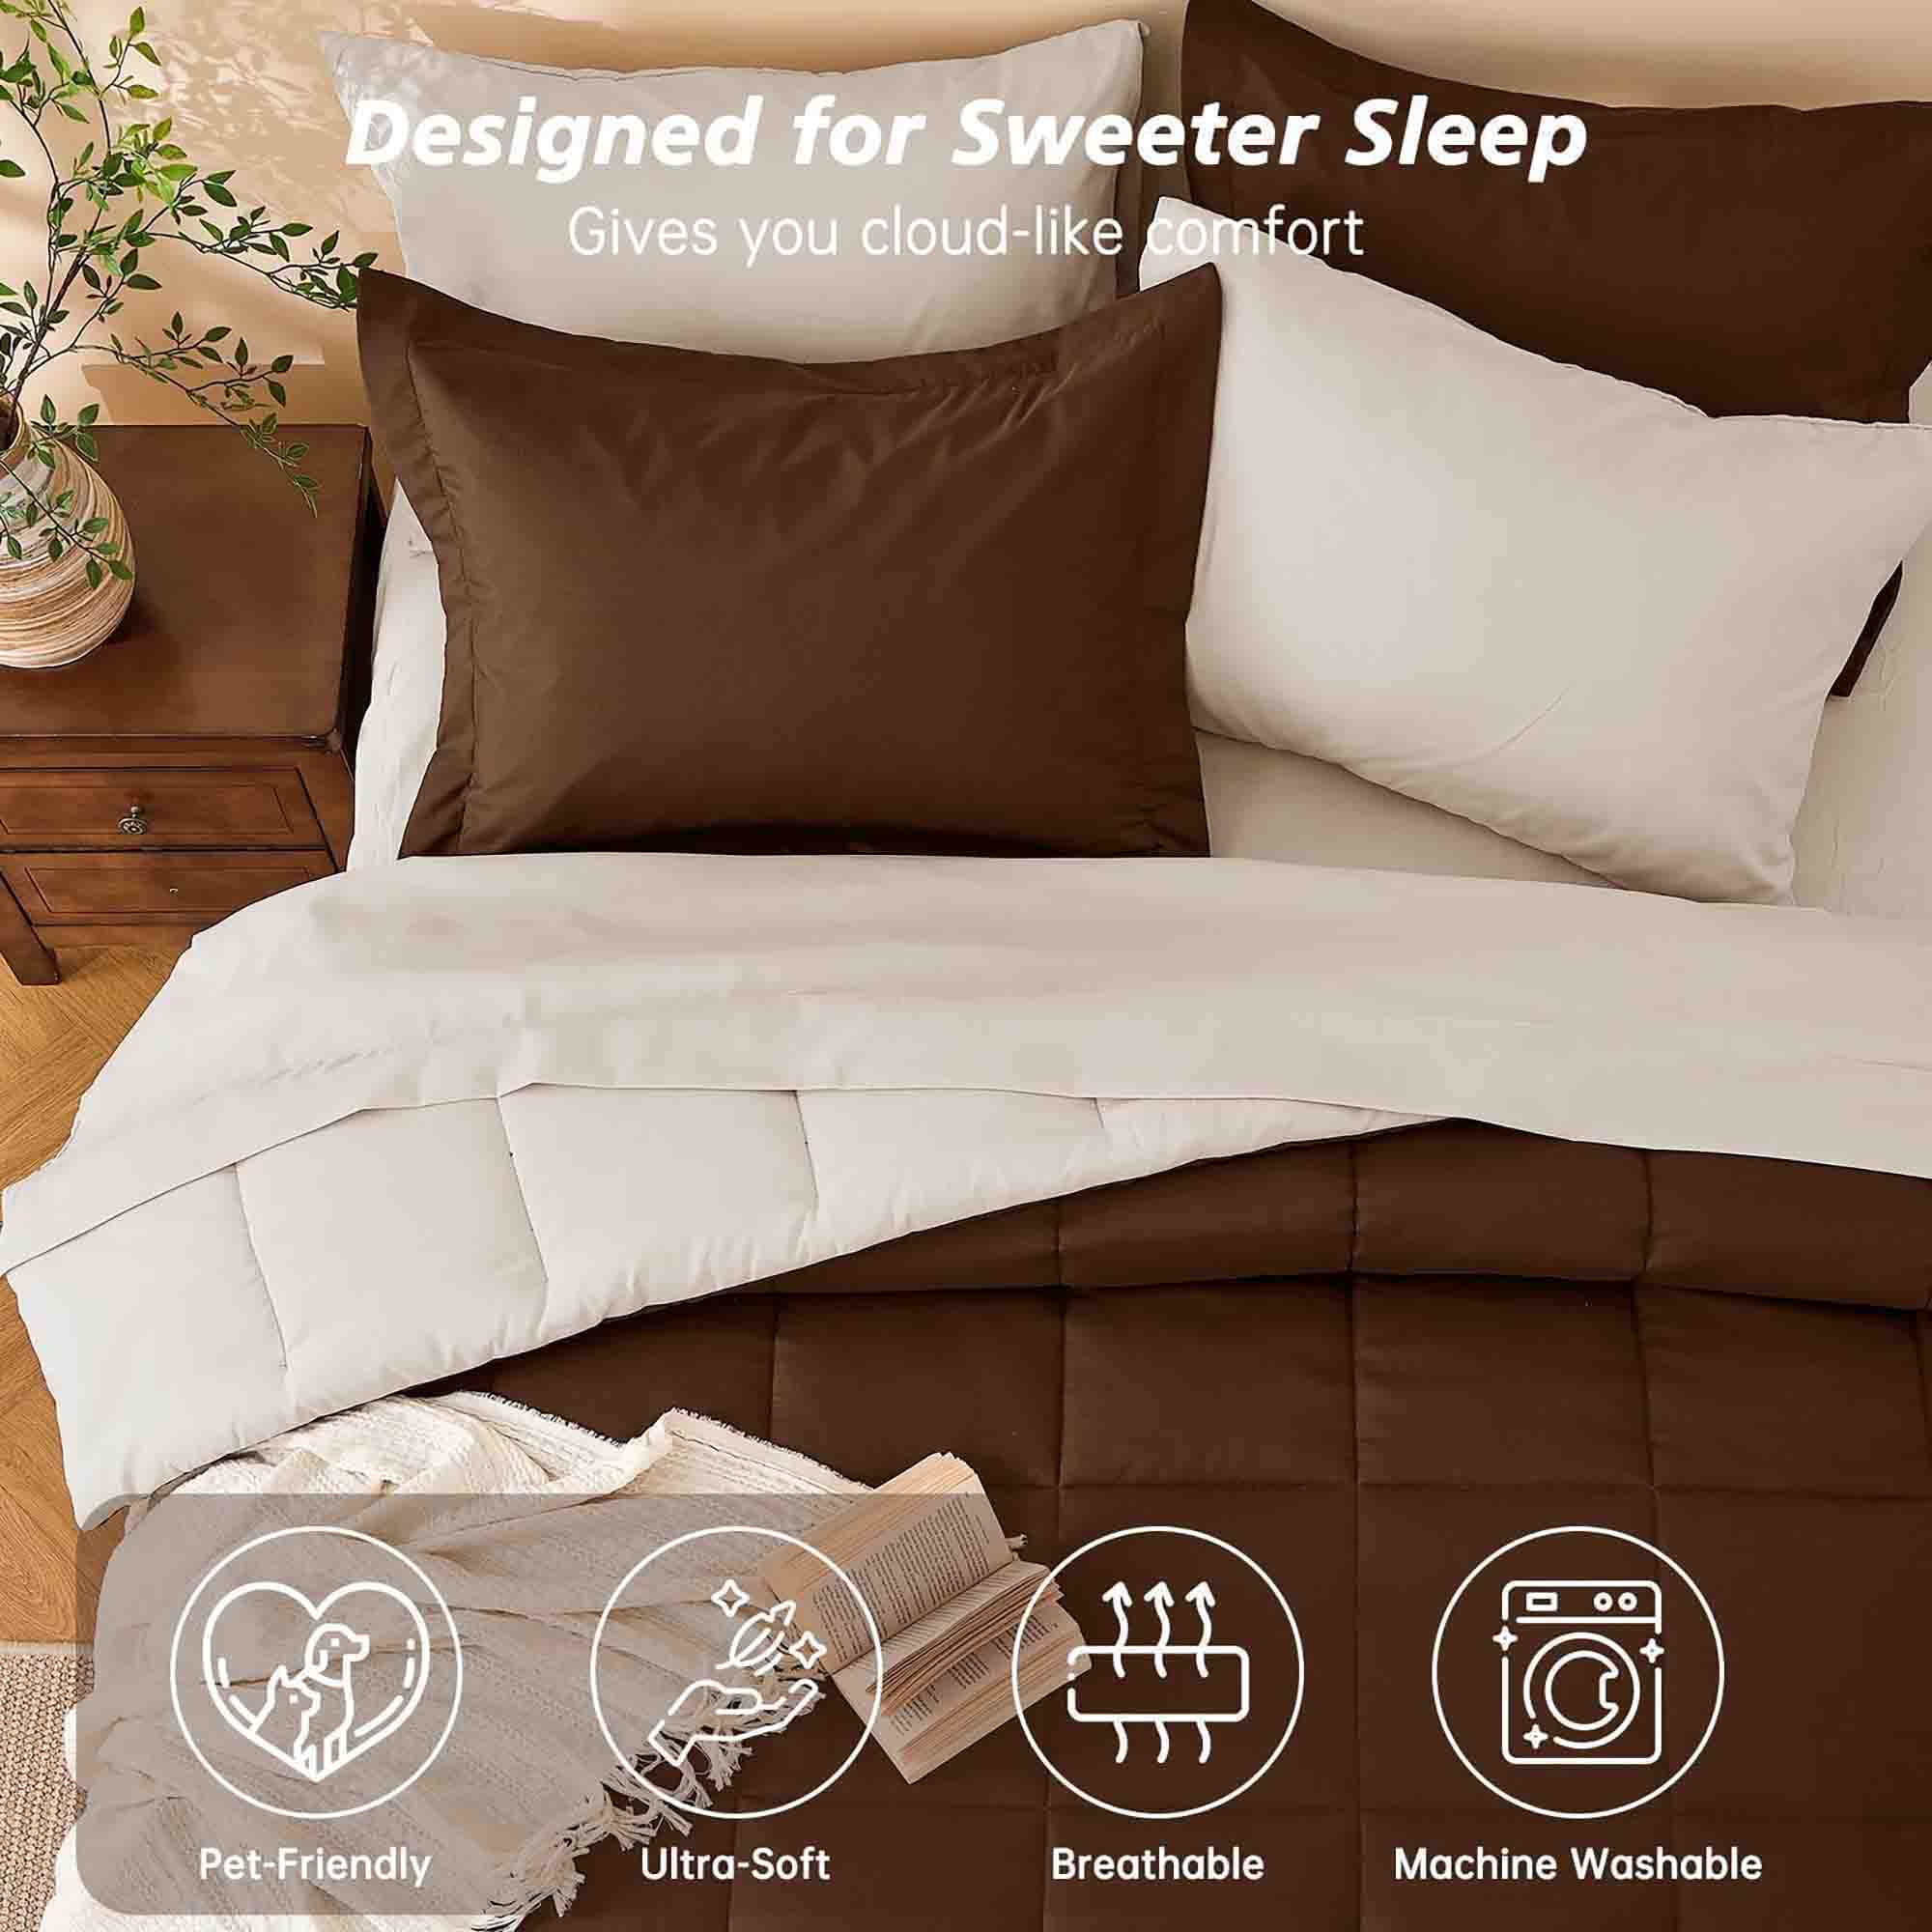 Designed for Sweeter Sleep
Gives you cloud-like comfort
Pet-Friendly
Ultra-Soft
Breathable
Machine Washable